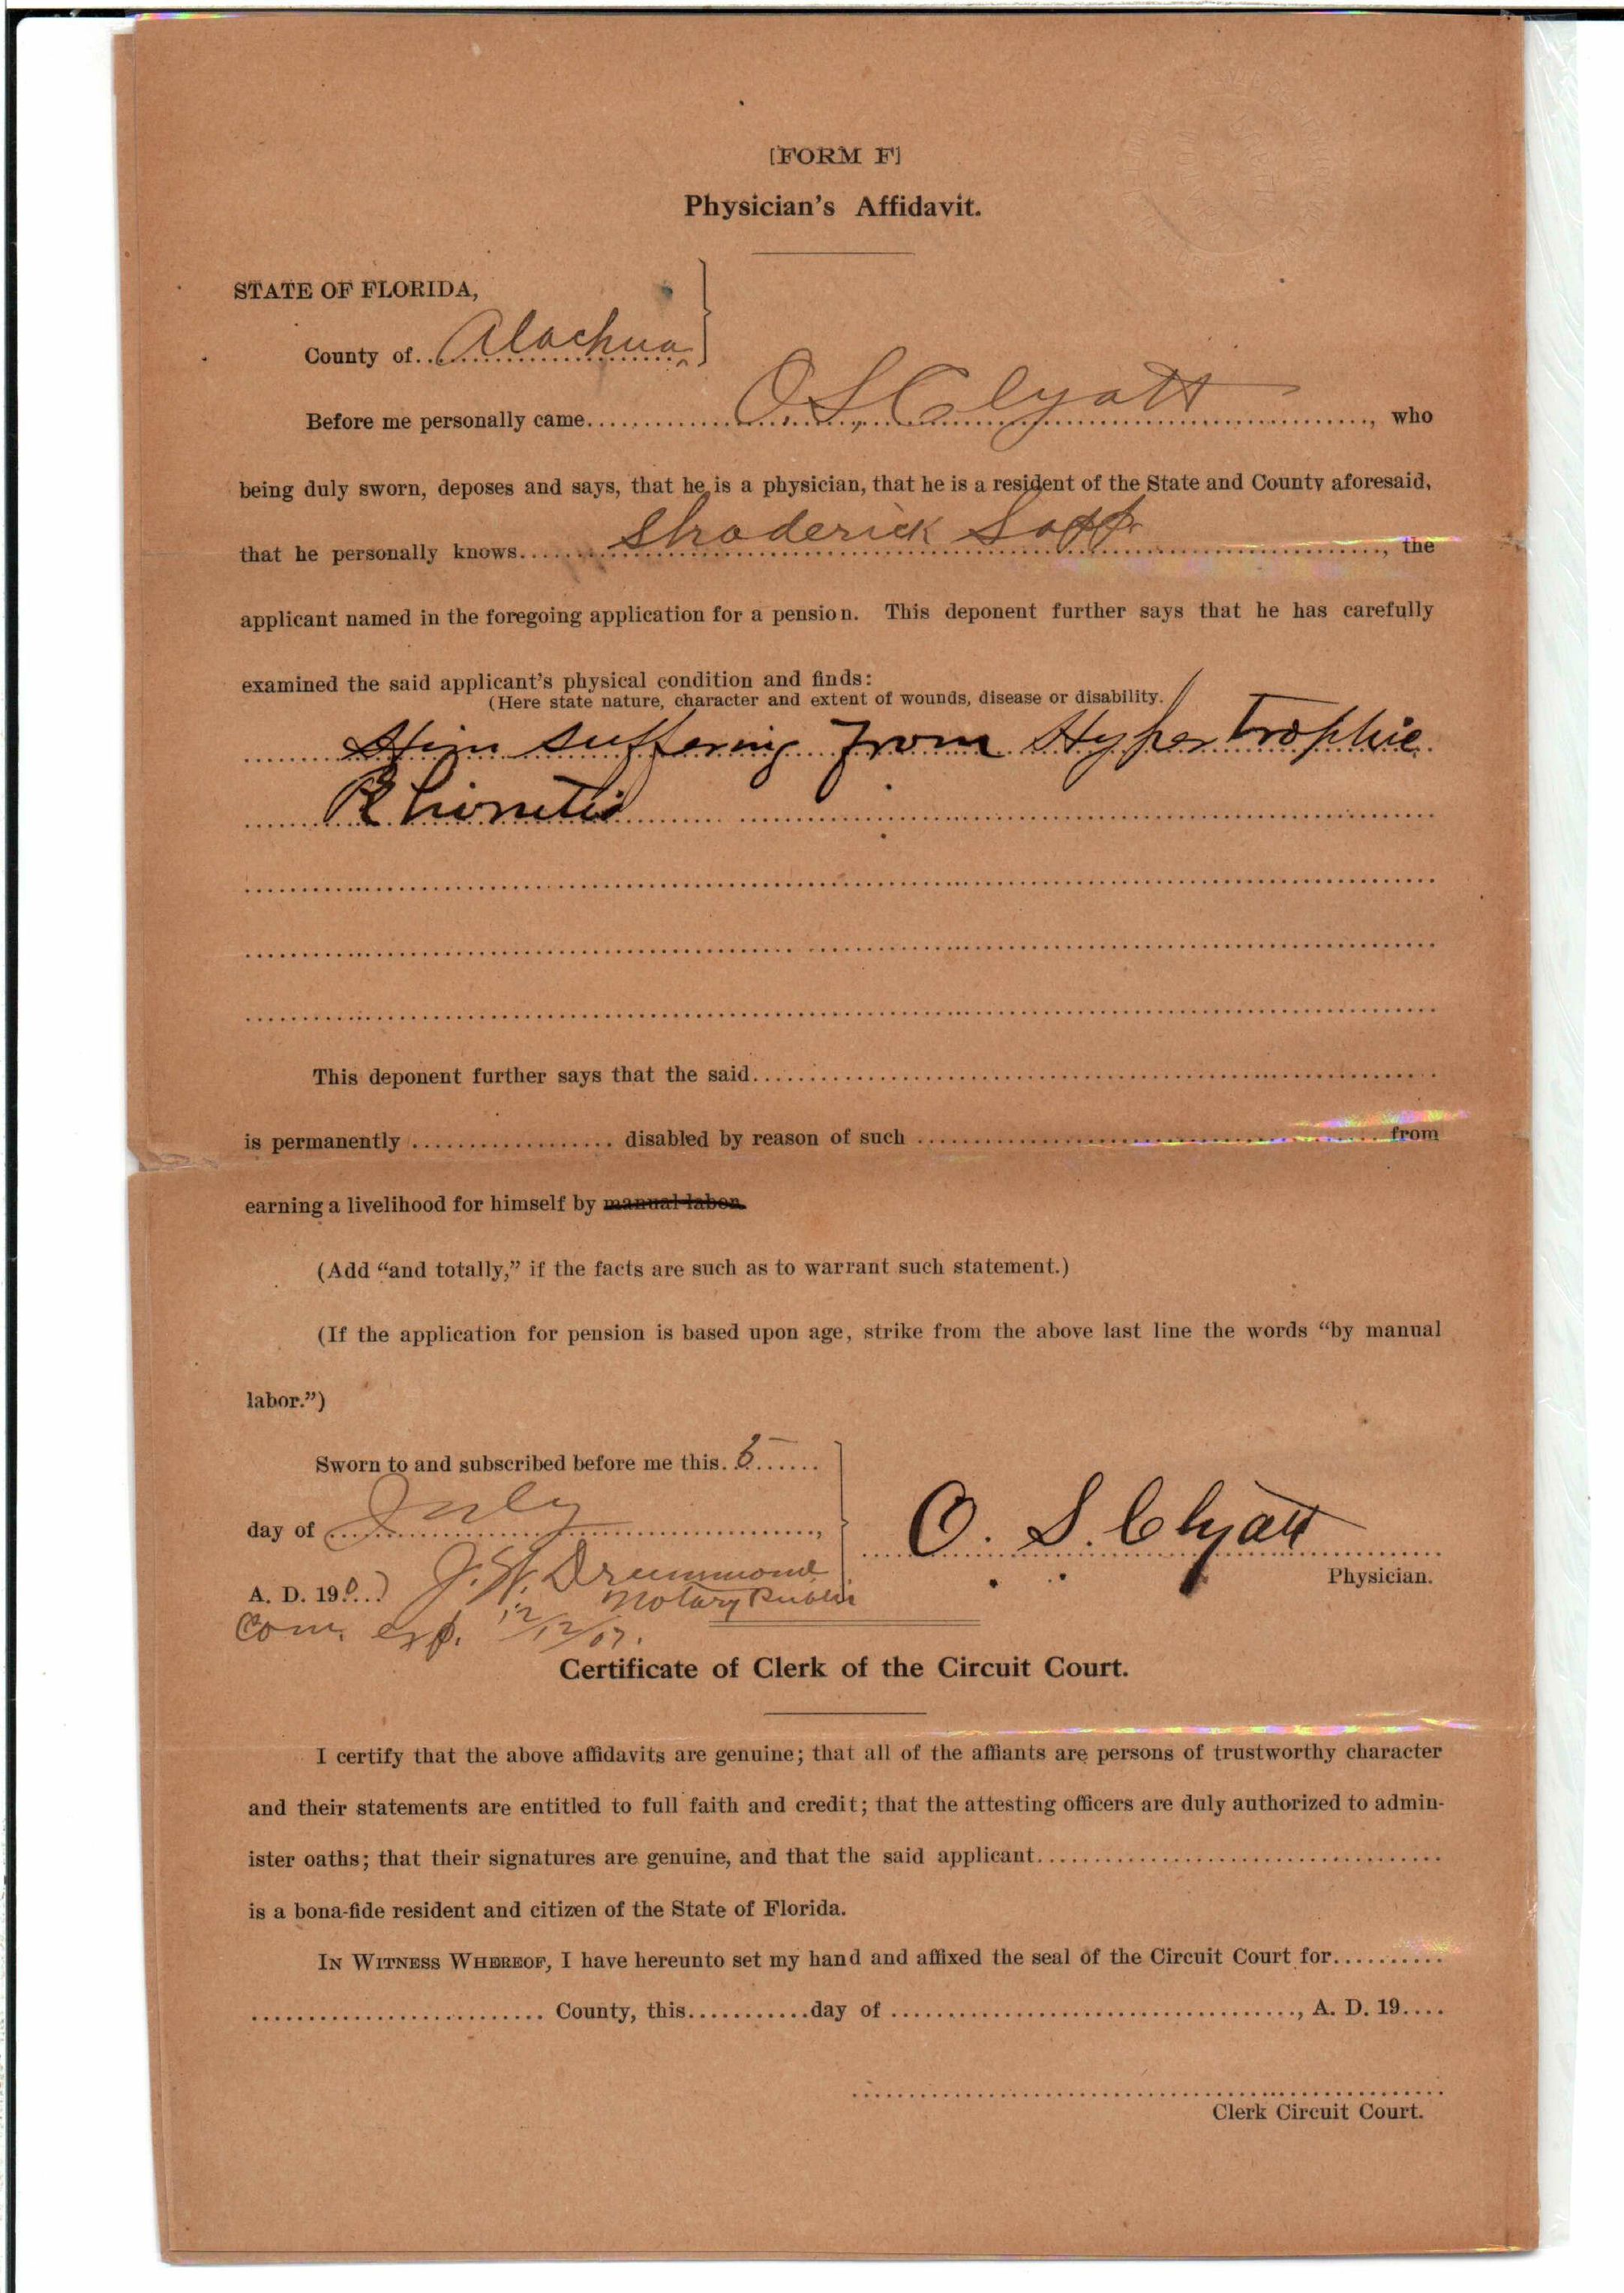 [FORM F]
Physician's Affidavit.
STATE OF FLORIDA,
County of Alachua
Before me personally came O. S. Clyatt, who
being duly sworn, deposes and says, that he is a physician, that he is a resident of the State and County aforesaid,
that he personally knows Shroderick Sapp, the
applicant named in the foregoing application for a pension. This deponent further says that he has carefully
examined the said applicant's physical condition and finds:
(Here state nature, character and extent of wounds, disease or disability.)
Him suffering from Hypertrophic
Rhinitis
This deponent further says that the said
is permanently disabled by reason of such from
earning a livelihood for himself by manual labor.
(Add “and totally,” if the facts are such as to warrant such statement.)
(If the application for pension is based upon age, strike from the above last line the words “by manual
labor.”)
Sworn to and subscribed before me this
day of July,
O. S. Clyatt
Physician.
A. D. 190 J. W. Drummond
Notary Public
Com. exp. 12/12/07.
Certificate of Clerk of the Circuit Court.
I certify that the above affidavits are genuine; that all of the affiants are persons of trustworthy character
and their statements are entitled to full faith and credit; that the attesting officers are duly authorized to admin-
ister oaths; that their signatures are genuine, and that the said applicant
is a bona-fide resident and citizen of the State of Florida.
IN WITNESS WHEREOF, I have hereunto set my hand and affixed the seal of the Circuit Court for
County, this day of , A. D. 19
Clerk Circuit Court.